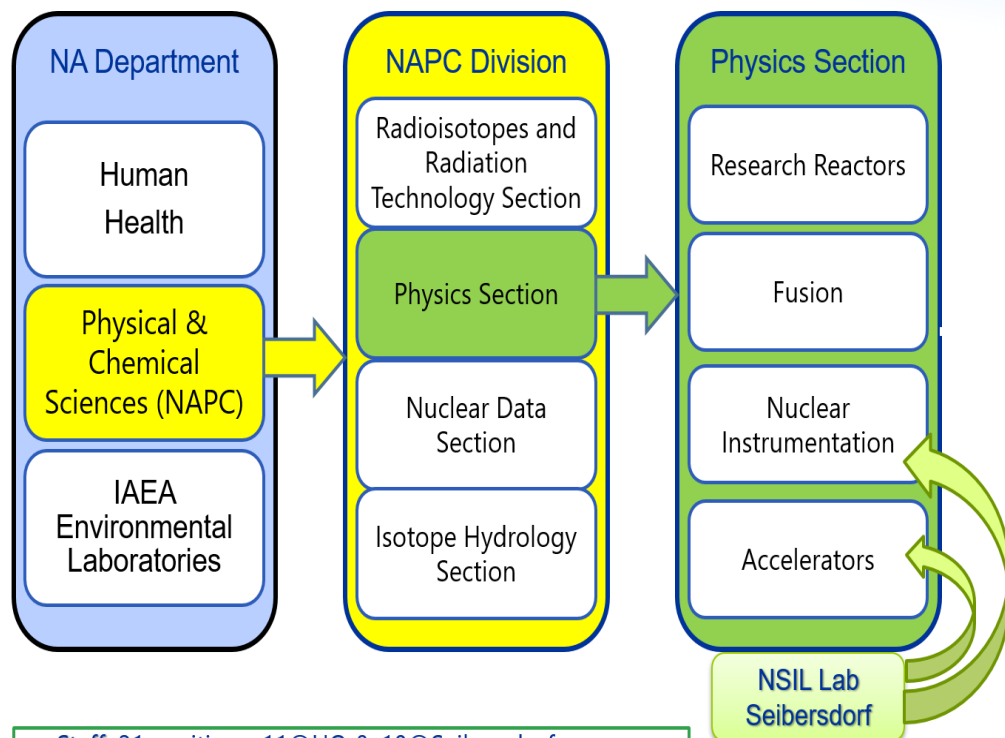 NA Department
Human
Health
Physical &
Chemical
Sciences (NAPC)
IAEA
Environmental
Laboratories
NAPC Division
Radioisotopes and
Radiation
Technology Section
Physics Section
Nuclear Data
Section
Isotope Hydrology
Section
Physics Section
Research Reactors
Fusion
Nuclear
Instrumentation
Accelerators
NSIL Lab
Seibersdorf